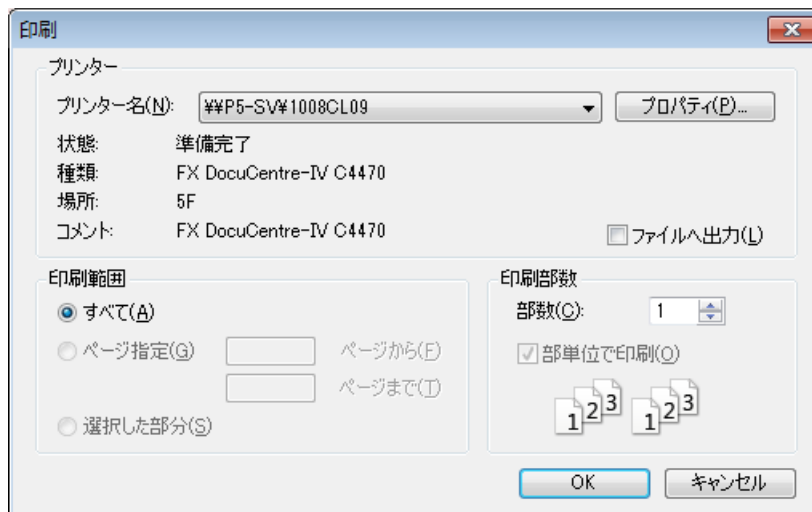 印刷
プリンター
プリンター名(N): ¥¥P5-SV¥1008CL09 プロパティ(P)...
状態: 準備完了
種類: FX DocuCentre-IV C4470
場所: 5F
コメント: FX DocuCentre-IV C4470
ファイルへ出力(L)
印刷範囲
すべて(A)
ページ指定(G) ページから(F)
ページまで(T)
選択した部分(S)
印刷部数
部数(C): 1
部単位で印刷(O)
1 2 3 1 2 3
OK キャンセル